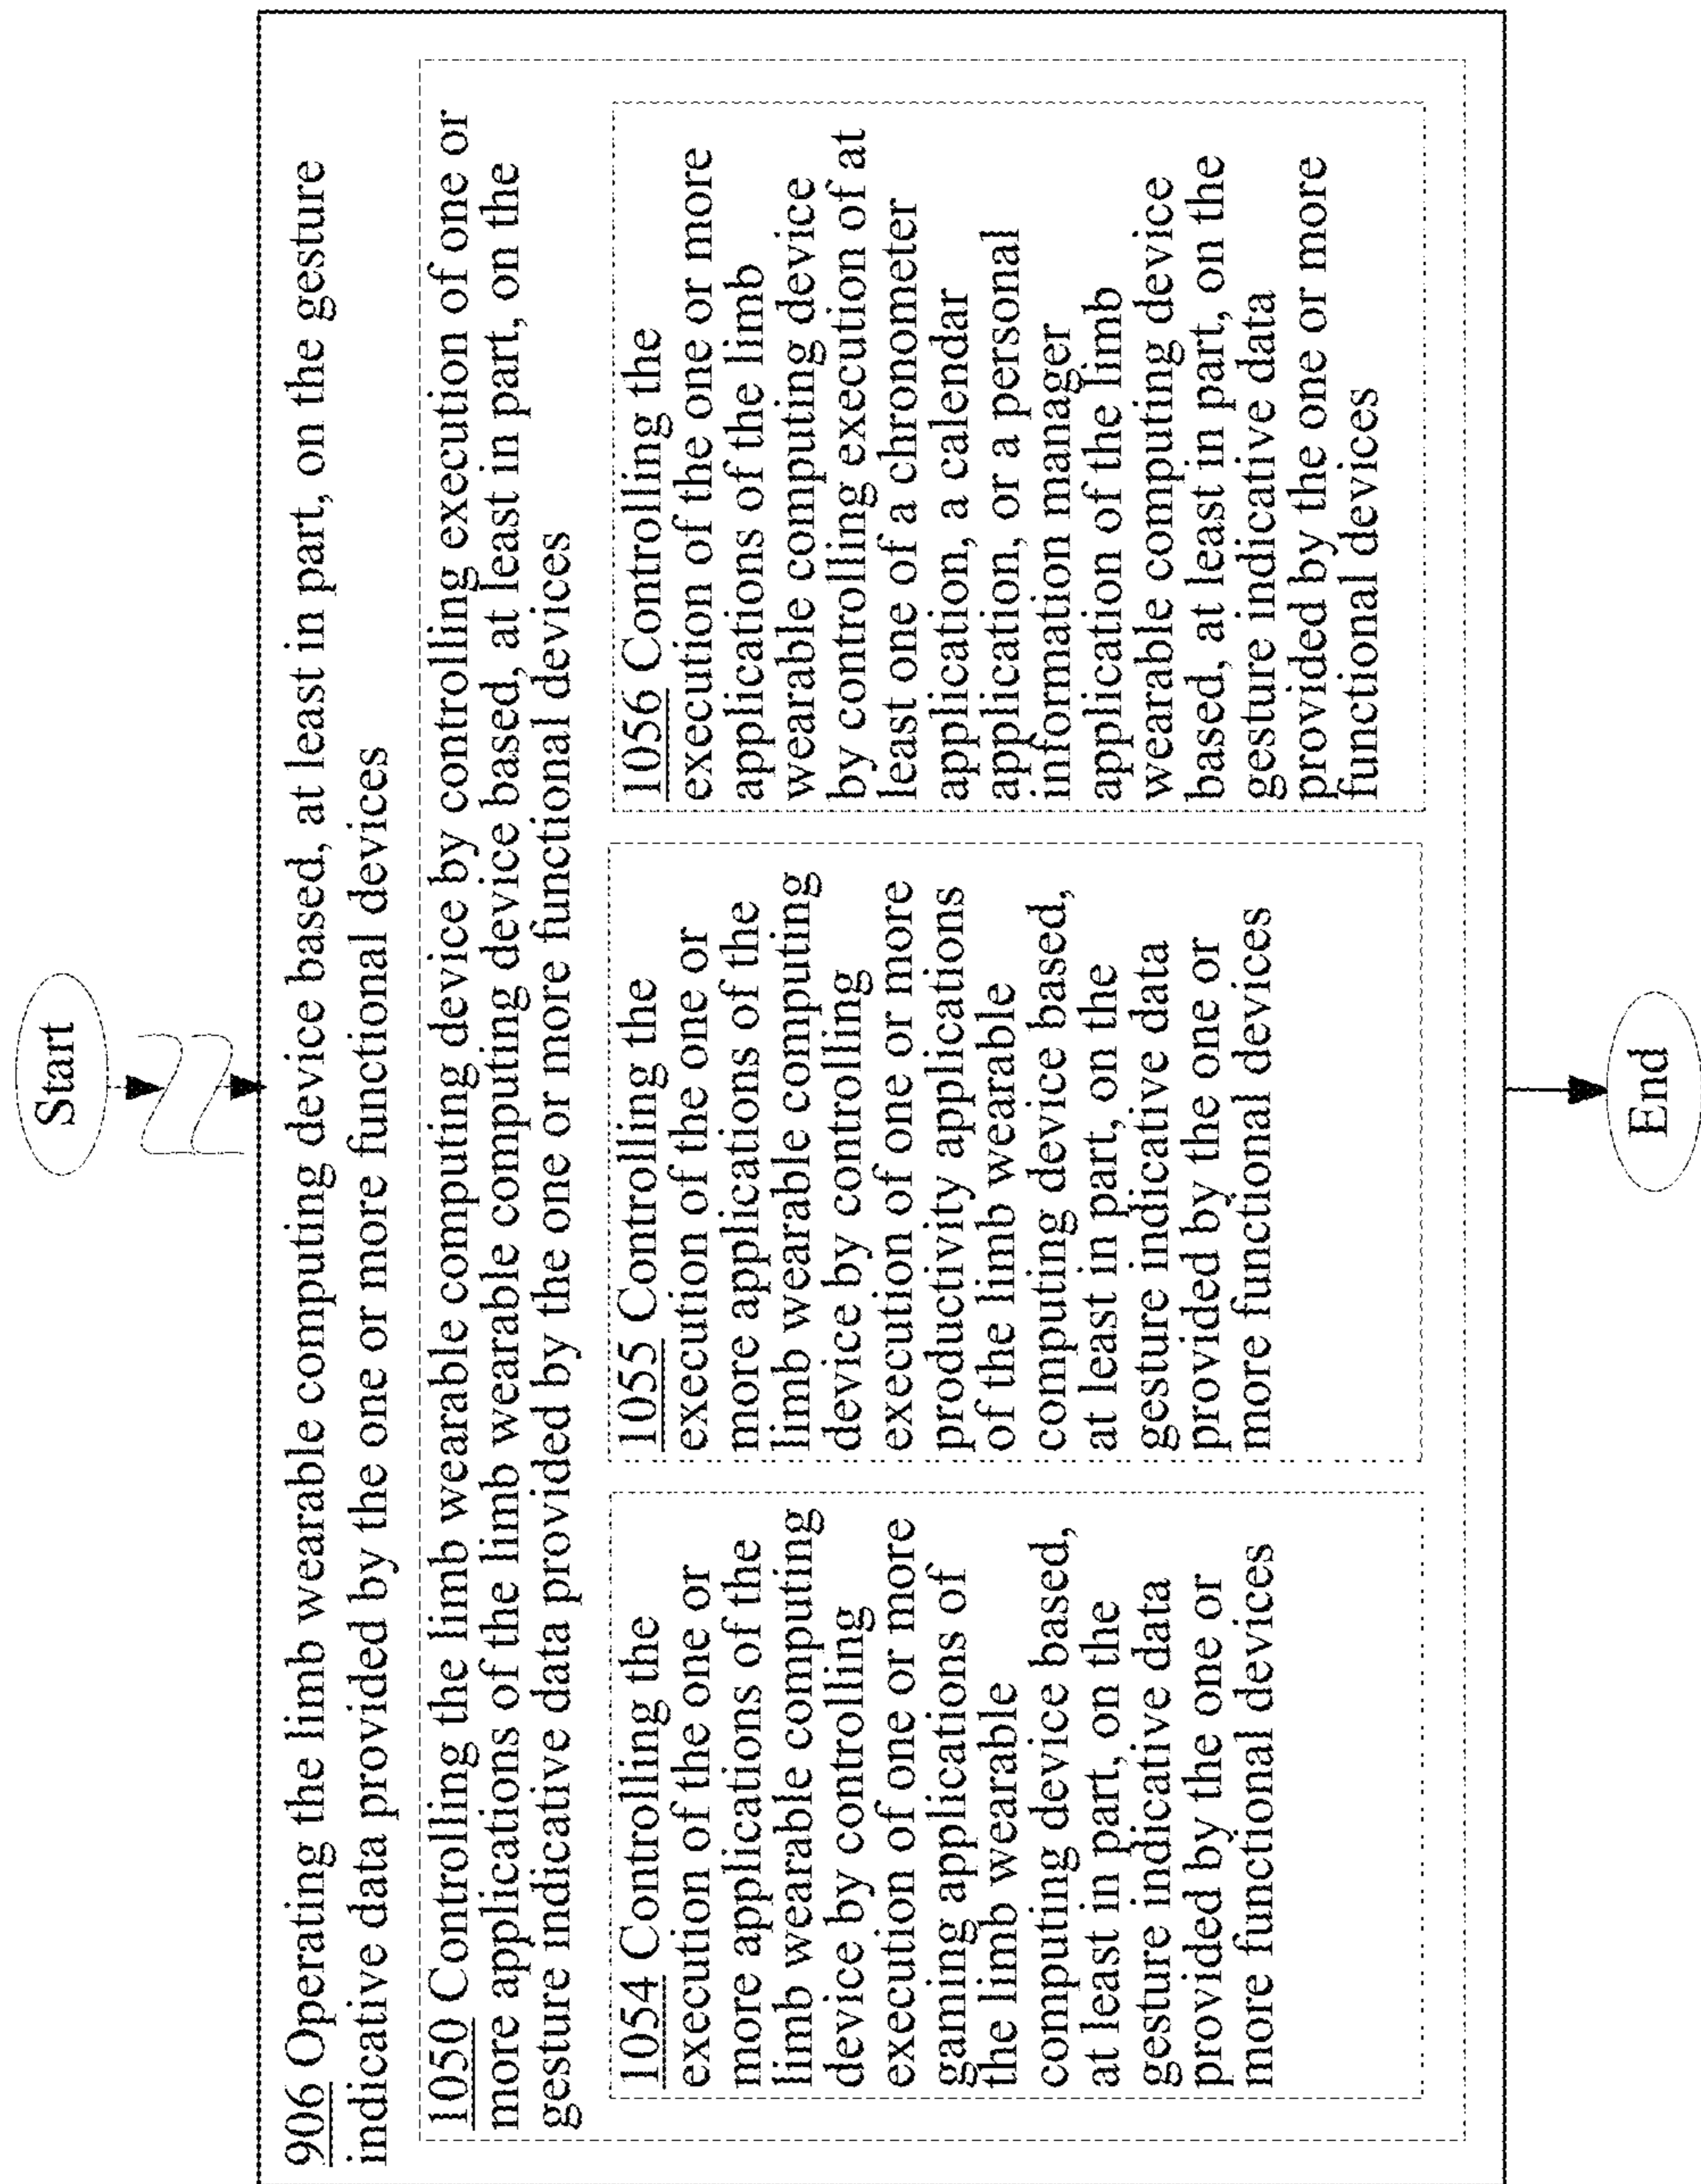 Start
906 Operating the limb wearable computing device based, at least in part, on the gesture
indicative data provided by the one or more functional devices
1050 Controlling the limb wearable computing device by controlling execution of one or
more applications of the limb wearable computing device based, at least in part, on the
gesture indicative data provided by the one or more functional devices
1054 Controlling the
execution of the one or
more applications of the
limb wearable computing
device by controlling
execution of one or more
gaming applications of
the limb wearable
computing device based,
at least in part, on the
gesture indicative data
provided by the one or
more functional devices
1055 Controlling the
execution of the one or
more applications of the
limb wearable computing
device by controlling
execution of one or more
productivity applications
of the limb wearable
computing device based,
at least in part, on the
gesture indicative data
provided by the one or
more functional devices
1056 Controlling the
execution of the one or more
applications of the limb
wearable computing device
by controlling execution of at
least one of a chronometer
application, a calendar
application, or a personal
information manager
application of the limb
wearable computing device
based, at least in part, on the
gesture indicative data
provided by the one or more
functional devices
End